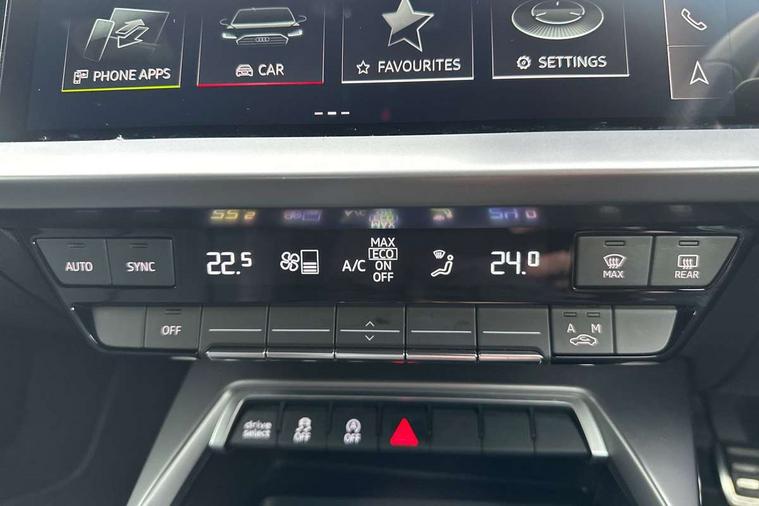 PHONE APPS
CAR
FAVOURITES
SETTINGS
AUTO
SYNC
22.5
A/C
MAX
ECO
ON
OFF
24.0
MAX
REAR
OFF
A M
drive
select
OFF
OFF